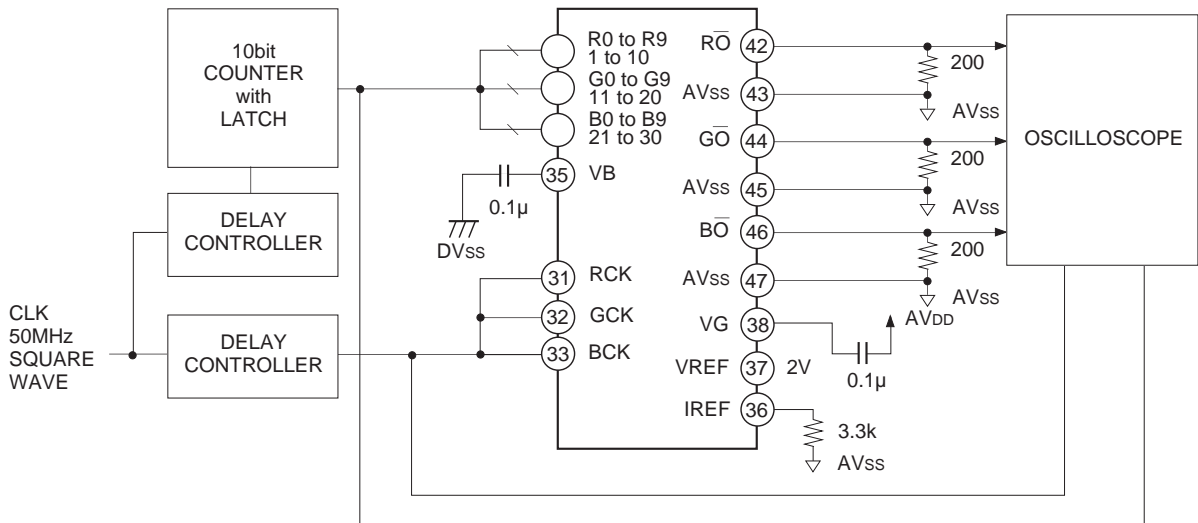 10bit
COUNTER
with
LATCH
DELAY
CONTROLLER
CLK
50MHz
SQUARE
WAVE
DELAY
CONTROLLER
R0 to R9
1 to 10
G0 to G9
11 to 20
B0 to B9
21 to 30
35 VB
0.1µ
DVSS
31 RCK
32 GCK
33 BCK
R̅O̅ 42
AVSS 43
G̅O̅ 44
AVSS 45
B̅O̅ 46
AVSS 47
VG 38
VREF 37 2V
IREF 36
200
AVSS
200
AVSS
200
AVSS
AVDD
0.1µ
3.3k
AVSS
OSCILLOSCOPE